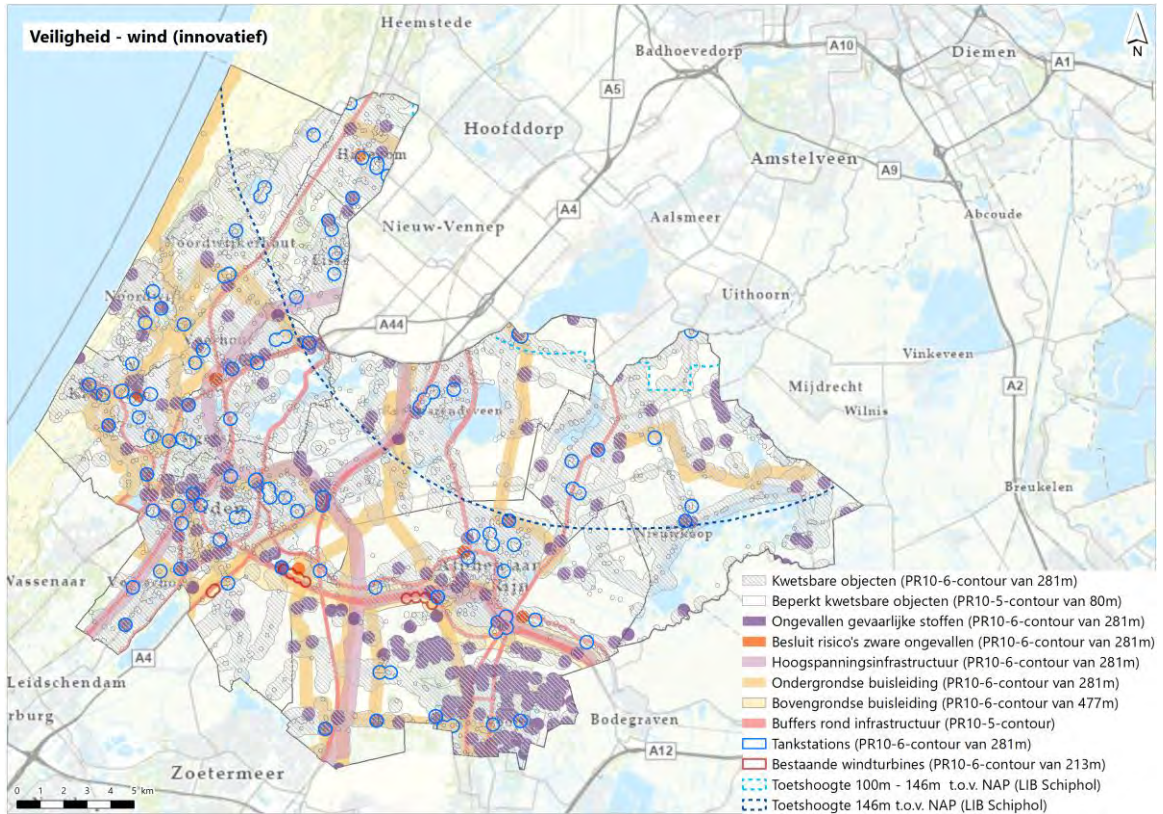 Veiligheid - wind (innovatief)
Heemstede
Badhoevedorp
A10
Diemen
A1
N
A5
Hoofddorp
Amstelveen
A9
A4
Nieuw-Vennep
Aalsmeer
Abcoude
Noordwijkerhout
Uithoorn
A44
Vinkeveen
A2
Mijdrecht
Wilnis
Breukelen
Nieuwkoop
Wassenaar
A4
Leidschendam
Bodegraven
A12
Zoetermeer
0 1 2 3 4 5 km
Kwetsbare objecten (PR10-6-contour van 281m)
Beperkt kwetsbare objecten (PR10-5-contour van 80m)
Ongevallen gevaarlijke stoffen (PR10-6-contour van 281m)
Besluit risico's zware ongevallen (PR10-6-contour van 281m)
Hoogspanningsinfrastructuur (PR10-6-contour van 281m)
Ondergrondse buisleiding (PR10-6-contour van 281m)
Bovengrondse buisleiding (PR10-6-contour van 477m)
Buffers rond infrastructuur (PR10-5-contour)
Tankstations (PR10-6-contour van 281m)
Bestaande windturbines (PR10-6-contour van 213m)
Toetshoogte 100m - 146m t.o.v. NAP (LIB Schiphol)
Toetshoogte 146m t.o.v. NAP (LIB Schiphol)